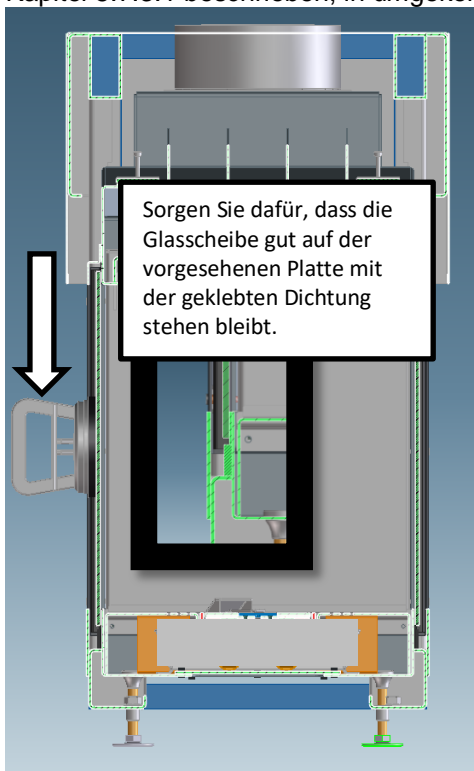 Sorgen Sie dafür, dass die
Glasscheibe gut auf der
vorgesehenen Platte mit
der geklebten Dichtung
stehen bleibt.